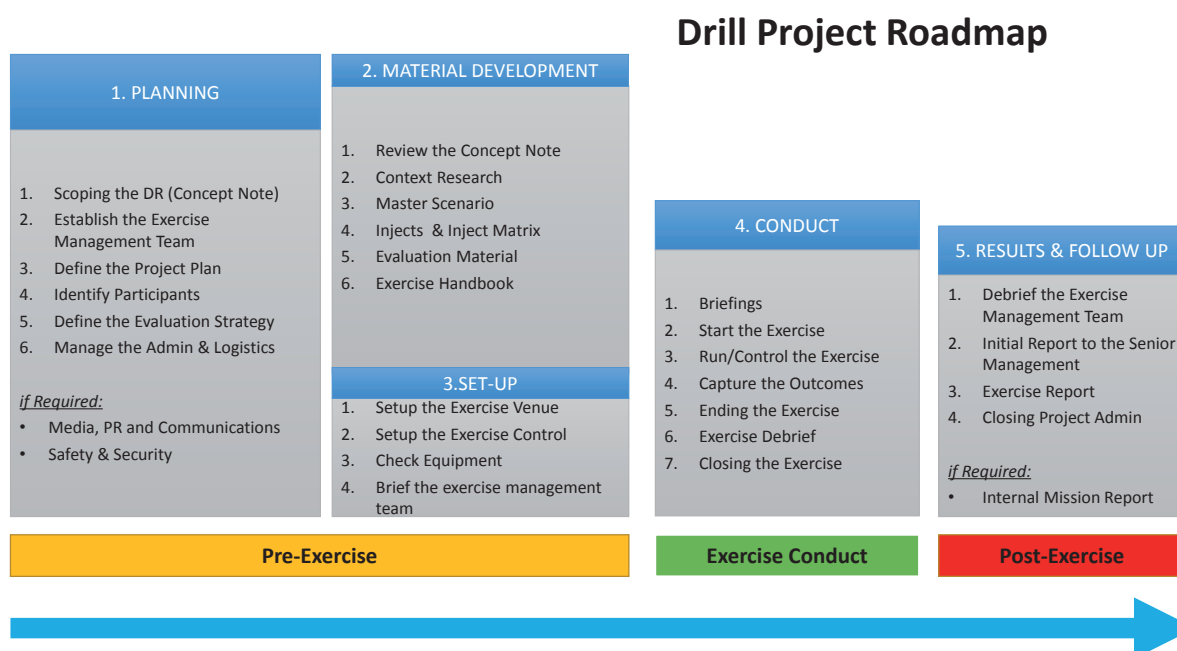 Drill Project Roadmap
1. PLANNING
1. Scoping the DR (Concept Note)
2. Establish the Exercise
Management Team
3. Define the Project Plan
4. Identify Participants
5. Define the Evaluation Strategy
6. Manage the Admin & Logistics
if Required:
• Media, PR and Communications
• Safety & Security
2. MATERIAL DEVELOPMENT
1. Review the Concept Note
2. Context Research
3. Master Scenario
4. Injects & Inject Matrix
5. Evaluation Material
6. Exercise Handbook
3.SET-UP
1. Setup the Exercise Venue
2. Setup the Exercise Control
3. Check Equipment
4. Brief the exercise management
team
4. CONDUCT
1. Briefings
2. Start the Exercise
3. Run/Control the Exercise
4. Capture the Outcomes
5. Ending the Exercise
6. Exercise Debrief
7. Closing the Exercise
5. RESULTS & FOLLOW UP
1. Debrief the Exercise
Management Team
2. Initial Report to the Senior
Management
3. Exercise Report
4. Closing Project Admin
if Required:
• Internal Mission Report
Pre-Exercise
Exercise Conduct
Post-Exercise